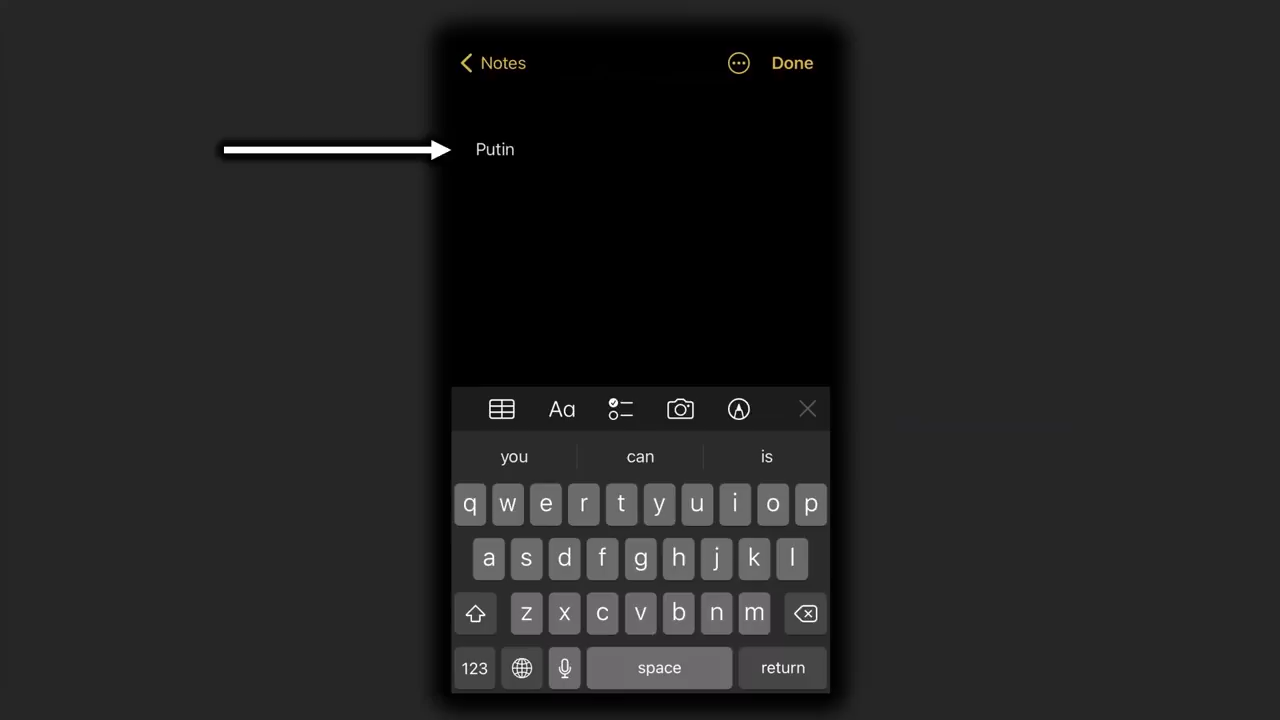 Notes Done
Putin
Aa
you can is
q w e r t y u i o p
a s d f g h j k l
z x c v b n m
123 space return